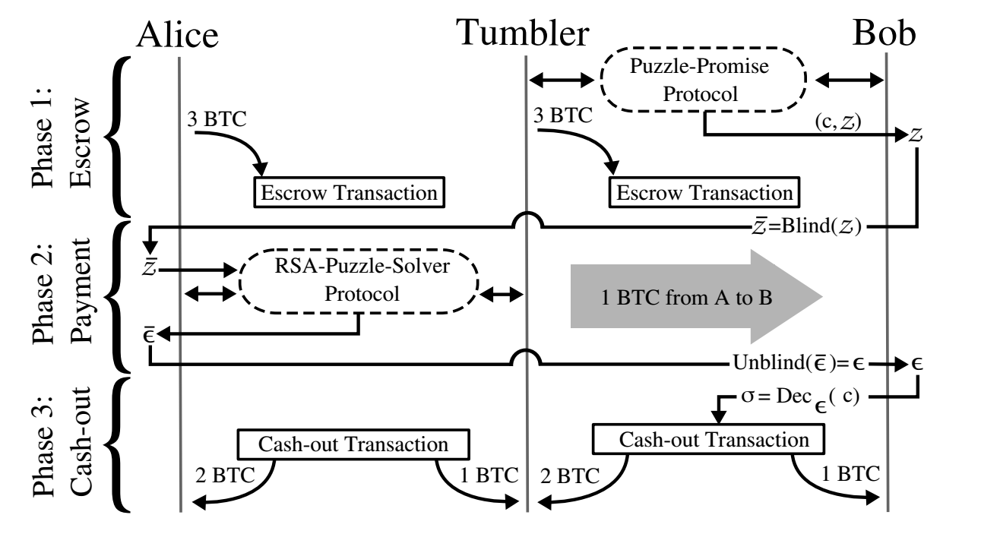 Alice
Tumbler
Bob
Phase 1:
Escrow
Puzzle-Promise
Protocol
3 BTC
3 BTC
(c, z)
z
Escrow Transaction
Escrow Transaction
z̄=Blind(z)
Phase 2:
Payment
z̄
RSA-Puzzle-Solver
Protocol
1 BTC from A to B
ϵ̄
Unblind(ϵ̄)= ϵ
ϵ
Phase 3:
Cash-out
σ = Dec_ϵ( c)
Cash-out Transaction
Cash-out Transaction
2 BTC
1 BTC
2 BTC
1 BTC